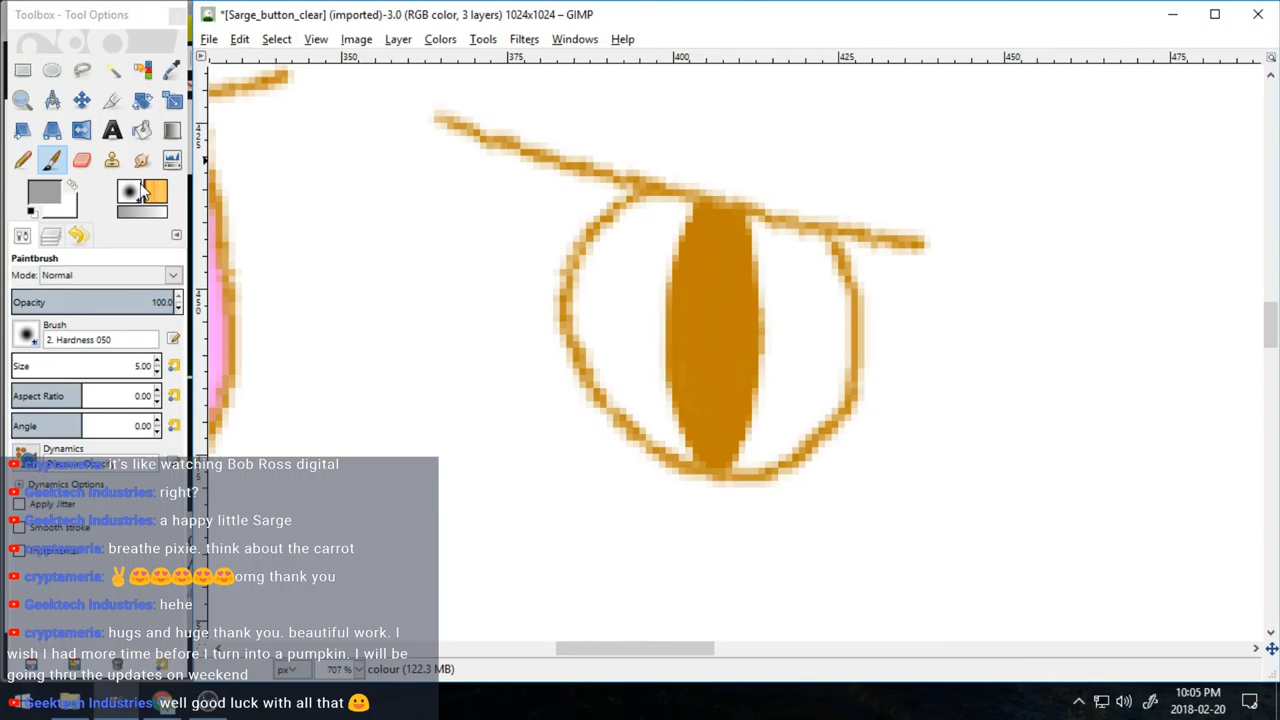 Toolbox - Tool Options
*[Sarge_button_clear] (imported)-3.0 (RGB color, 3 layers) 1024x1024 – GIMP
File Edit Select View Image Layer Colors Tools Filters Windows Help
350 375 400 425 450 475
Paintbrush
Mode: Normal
Opacity 100.0
Brush
2. Hardness 050
Size 5.00
Aspect Ratio 0.00
Angle 0.00
Dynamics
cryptameria: it's like watching Bob Ross digital
Dynamics Options
Geektech Industries: right?
Apply Jitter
Geektech Industries: a happy little Sarge
Smooth stroke
cryptameria: breathe pixie. think about the carrot
cryptameria: ✌😍😍😍😍😍omg thank you
Geektech Industries: hehe
cryptameria: hugs and huge thank you. beautiful work. I
wish I had more time before I turn into a pumpkin. I will be
going thru the updates on weekend
px 707 % colour (122.3 MB)
Geektech Industries: well good luck with all that 😀
10:05 PM
2018-02-20